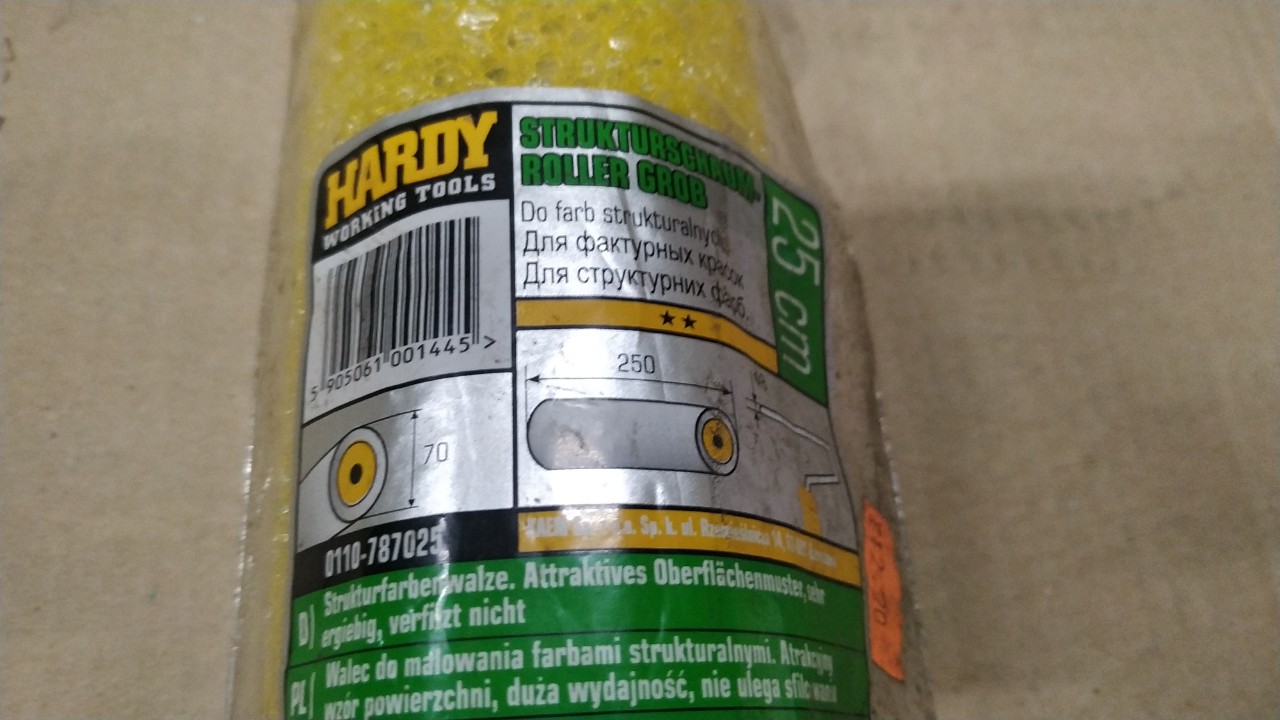 HARDY
WORKING TOOLS
STRUKTURSCHAUM-
ROLLER GROB
25 cm
Do farb strukturalnych
Для фактурных красок
Для структурних фарб.
5 905061 001445 >
250
70
0110-787025
Sp. k. ul.
D) Strukturfarbenwalze. Attraktives Oberflächenmuster, sehr
ergiebig, verfilzt nicht
PL( Walec do malowania farbami strukturalnymi. Atrakcyjny
wzór powierzchni, duża wydajność, nie ulega